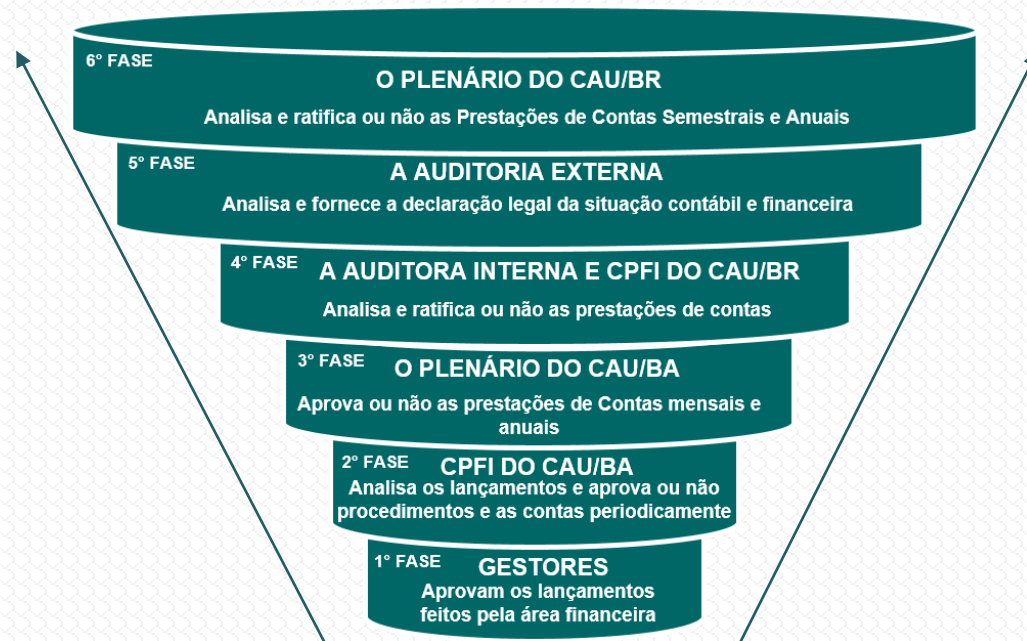 6° FASE
O PLENÁRIO DO CAU/BR
Analisa e ratifica ou não as Prestações de Contas Semestrais e Anuais
5° FASE
A AUDITORIA EXTERNA
Analisa e fornece a declaração legal da situação contábil e financeira
4° FASE
A AUDITORA INTERNA E CPFI DO CAU/BR
Analisa e ratifica ou não as prestações de contas
3° FASE
O PLENÁRIO DO CAU/BA
Aprova ou não as prestações de Contas mensais e
anuais
2° FASE
CPFI DO CAU/BA
Analisa os lançamentos e aprova ou não
procedimentos e as contas periodicamente
1° FASE
GESTORES
Aprovam os lançamentos
feitos pela área financeira